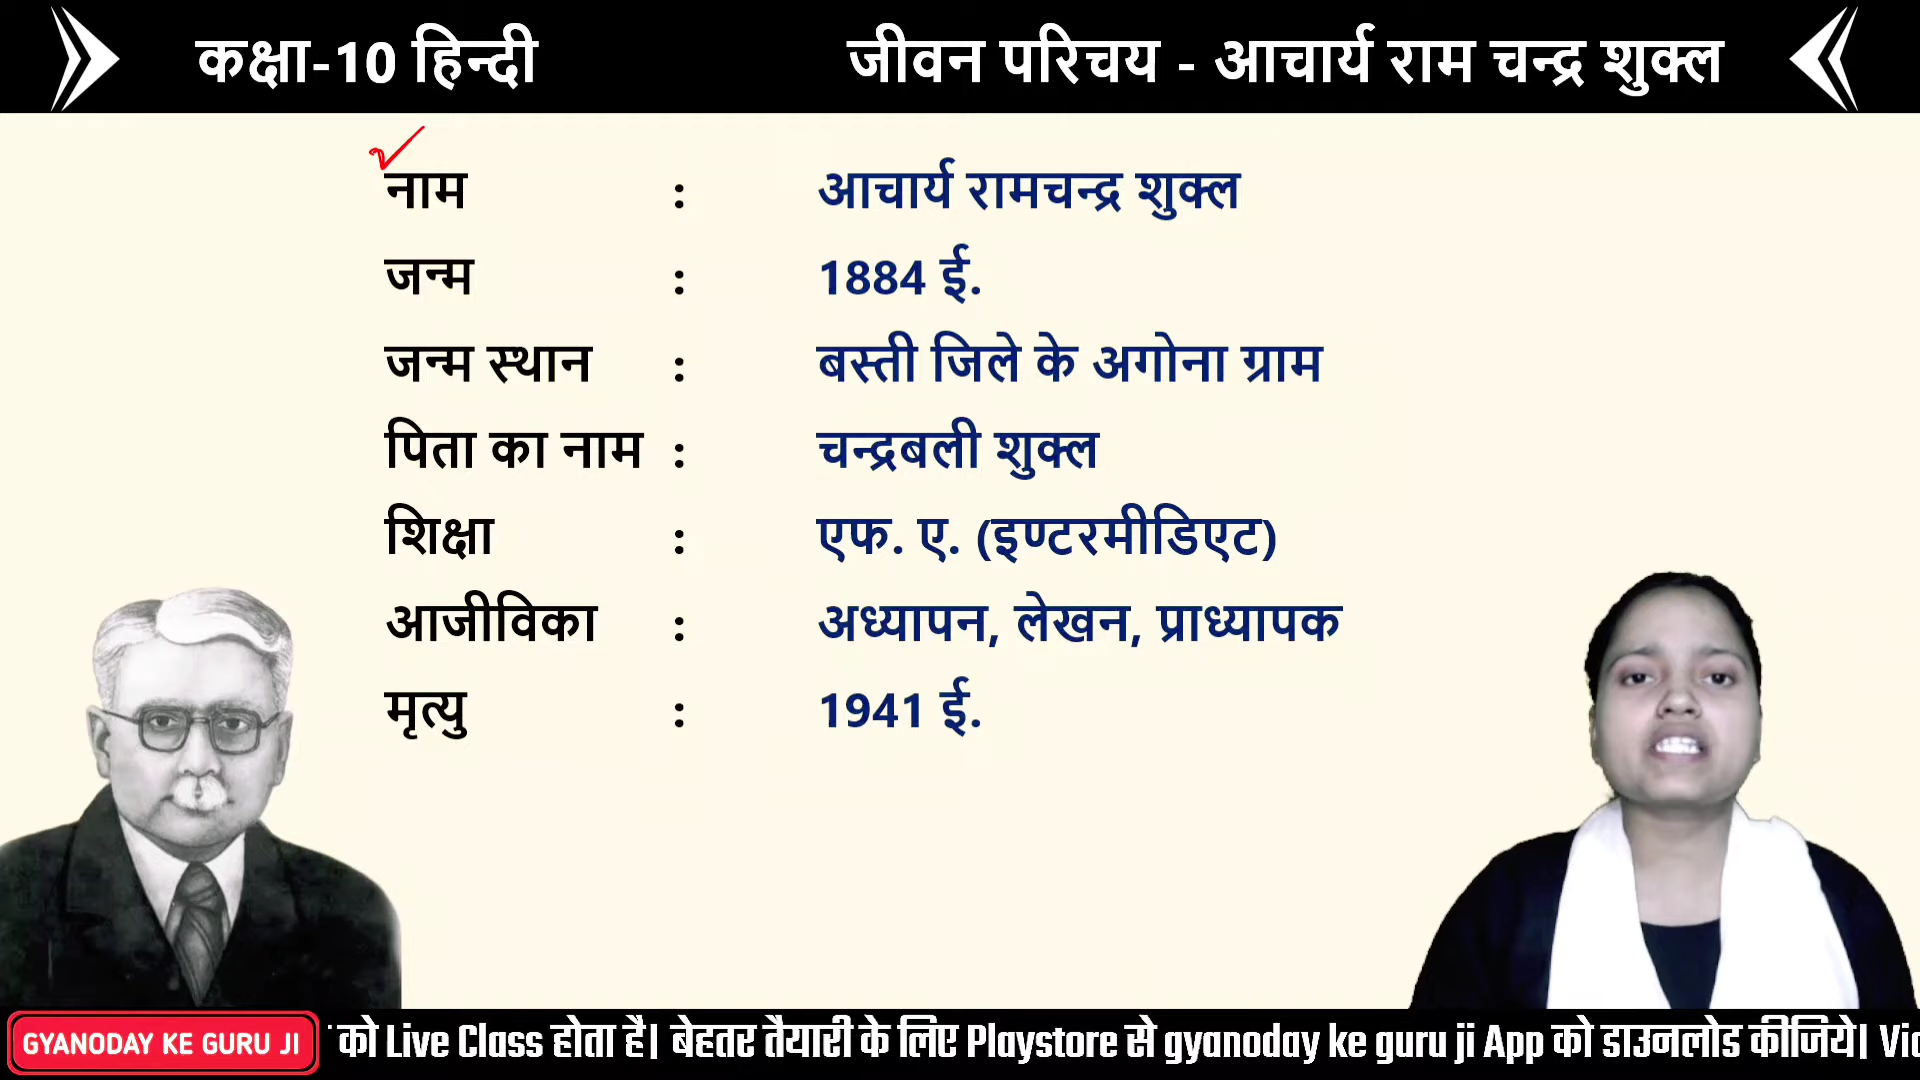 कक्षा-10 हिन्दी
जीवन परिचय - आचार्य राम चन्द्र शुक्ल
नाम : आचार्य रामचन्द्र शुक्ल
जन्म : 1884 ई.
जन्म स्थान : बस्ती जिले के अगोना ग्राम
पिता का नाम : चन्द्रबली शुक्ल
शिक्षा : एफ. ए. (इण्टरमीडिएट)
आजीविका : अध्यापन, लेखन, प्राध्यापक
मृत्यु : 1941 ई.
GYANODAY KE GURU JI
को Live Class होता है। बेहतर तैयारी के लिए Playstore से gyanoday ke guru ji App को डाउनलोड कीजिये।